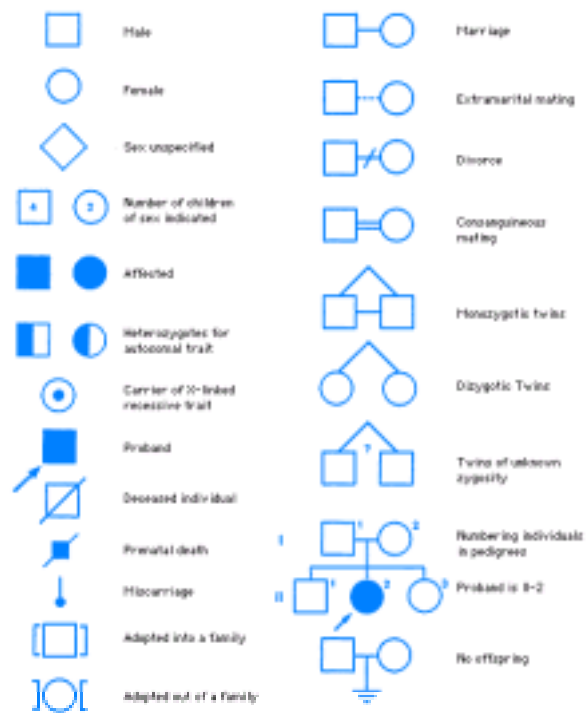 Male
Female
Sex unspecified
4 2
Number of children
of sex indicated
Affected
Heterozygotes for
autosomal trait
Carrier of X-linked
recessive trait
Proband
Deceased individual
Prenatal death
Miscarriage
Adopted into a family
Adopted out of a family
Marriage
Extramarital mating
Divorce
Consanguineous
mating
Monozygotic twins
Dizygotic Twins
?
Twins of unknown
zygosity
I 1 2
Numbering individuals
in pedigrees
II 1 2 3
Proband is II-2
No offspring